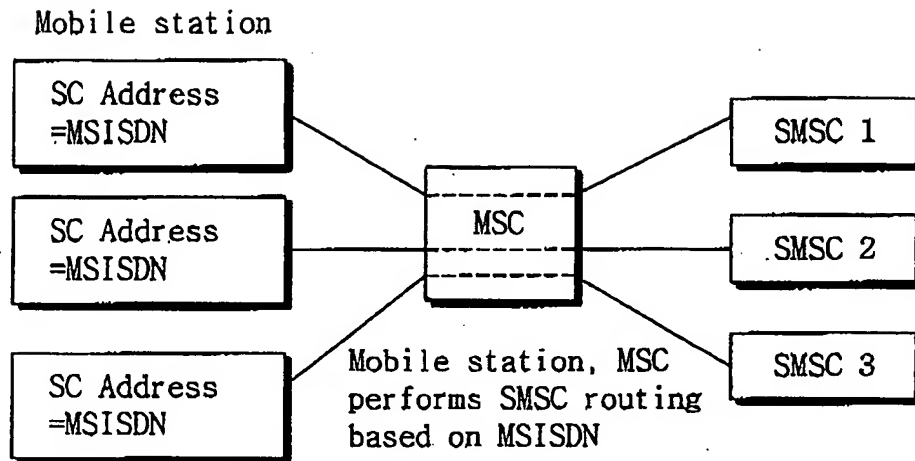 Mobile station
SC Address
=MSISDN
SC Address
=MSISDN
SC Address
=MSISDN
MSC
SMSC 1
SMSC 2
SMSC 3
Mobile station, MSC
performs SMSC routing
based on MSISDN